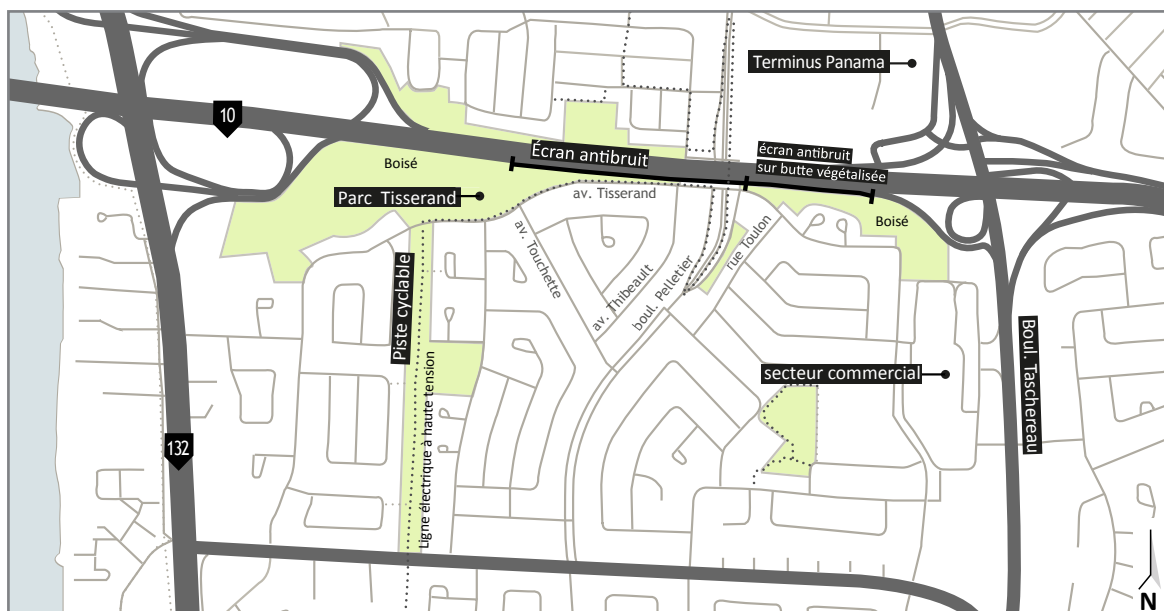 Terminus Panama
10
Écran antibruit
écran antibruit
sur butte végétalisée
Boisé
Parc Tisserand
av. Tisserand
Boisé
av. Touchette
av. Thibeault
boul. Pelletier
rue Toulon
Piste cyclable
Ligne électrique à haute tension
secteur commercial
Boul. Taschereau
132
N